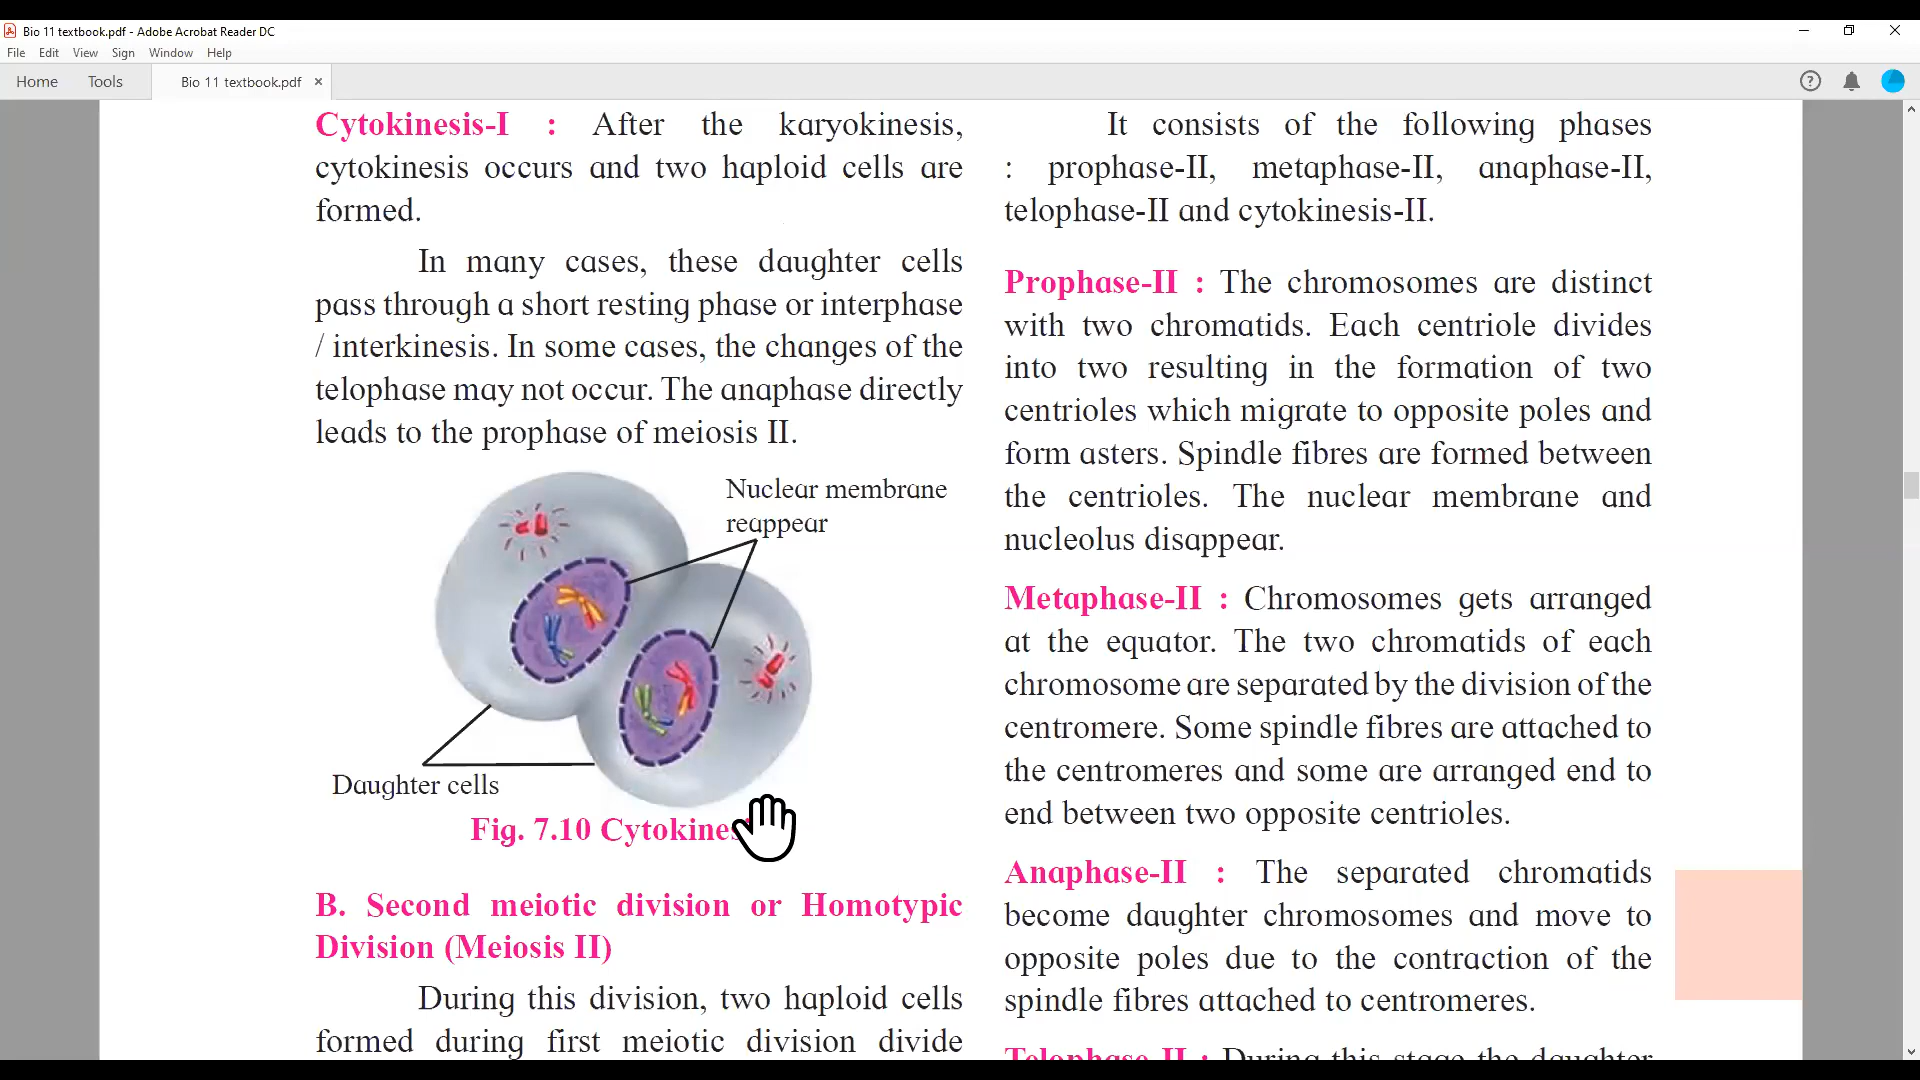 Bio 11 textbook.pdf - Adobe Acrobat Reader DC
File Edit View Sign Window Help
Home Tools Bio 11 textbook.pdf ×
Cytokinesis-I : After the karyokinesis,
cytokinesis occurs and two haploid cells are
formed.
In many cases, these daughter cells
pass through a short resting phase or interphase
/ interkinesis. In some cases, the changes of the
telophase may not occur. The anaphase directly
leads to the prophase of meiosis II.
Nuclear membrane
reappear
Daughter cells
Fig. 7.10
B. Second meiotic division or Homotypic
Division (Meiosis II)
During this division, two haploid cells
formed during first meiotic division divide
It consists of the following phases
: prophase-II, metaphase-II, anaphase-II,
telophase-II and cytokinesis-II.
Prophase-II : The chromosomes are distinct
with two chromatids. Each centriole divides
into two resulting in the formation of two
centrioles which migrate to opposite poles and
form asters. Spindle fibres are formed between
the centrioles. The nuclear membrane and
nucleolus disappear.
Metaphase-II : Chromosomes gets arranged
at the equator. The two chromatids of each
chromosome are separated by the division of the
centromere. Some spindle fibres are attached to
the centromeres and some are arranged end to
end between two opposite centrioles.
Anaphase-II : The separated chromatids
become daughter chromosomes and move to
opposite poles due to the contraction of the
spindle fibres attached to centromeres.
Telophase-II : During this stage the daughter